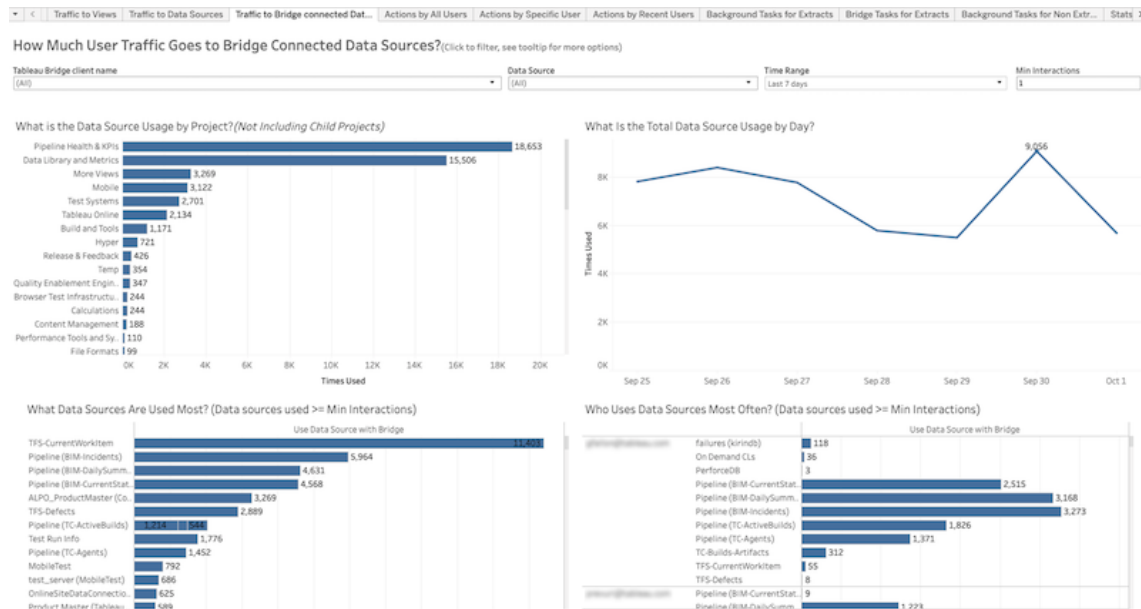 Traffic to Views Traffic to Data Sources Traffic to Bridge connected Dat... Actions by All Users Actions by Specific User Actions by Recent Users Background Tasks for Extracts Bridge Tasks for Extracts Background Tasks for Non Extr... Stats
How Much User Traffic Goes to Bridge Connected Data Sources?(Click to filter, see tooltip for more options)
Tableau Bridge client name Data Source Time Range Min Interactions
(All) (All) Last 7 days 1
What is the Data Source Usage by Project?(Not Including Child Projects)
Pipeline Health & KPIs 18,653
Data Library and Metrics 15,506
More Views 3,269
Mobile 3,122
Test Systems 2,701
Tableau Online 2,134
Build and Tools 1,171
Hyper 721
Release & Feedback 426
Temp 354
Quality Enablement Engin.. 347
Browser Test Infrastructu.. 244
Calculations 244
Content Management 188
Performance Tools and Sy.. 110
File Formats 99
0K 2K 4K 6K 8K 10K 12K 14K 16K 18K 20K
Times Used
What Is the Total Data Source Usage by Day?
9,056
8K
6K
4K
2K
0K
Times Used
Sep 25 Sep 26 Sep 27 Sep 28 Sep 29 Sep 30 Oct 1
What Data Sources Are Used Most? (Data sources used >= Min Interactions)
Use Data Source with Bridge
TFS-CurrentWorkItem 11,403
Pipeline (BIM-Incidents) 5,964
Pipeline (BIM-DailySumm.. 4,631
Pipeline (BIM-CurrentStat.. 4,568
ALPO_ProductMaster (Co.. 3,269
TFS-Defects 2,889
Pipeline (TC-ActiveBuilds) 1,214 544
Test Run Info 1,776
Pipeline (TC-Agents) 1,452
MobileTest 792
test_server (MobileTest) 686
OnlineSiteDataConnectio.. 625
Product Master (Tableau 589
Who Uses Data Sources Most Often? (Data sources used >= Min Interactions)
Use Data Source with Bridge
failures (kirindb) 118
On Demand CLs 36
PerforceDB 3
Pipeline (BIM-CurrentStat.. 2,515
Pipeline (BIM-DailySumm.. 3,168
Pipeline (BIM-Incidents) 3,273
Pipeline (TC-ActiveBuilds) 1,826
Pipeline (TC-Agents) 1,371
TC-Builds-Artifacts 312
TFS-CurrentWorkItem 55
TFS-Defects 8
Pipeline (BIM-CurrentStat.. 9
Pipeline (BIM-DailySumm.. 1,223